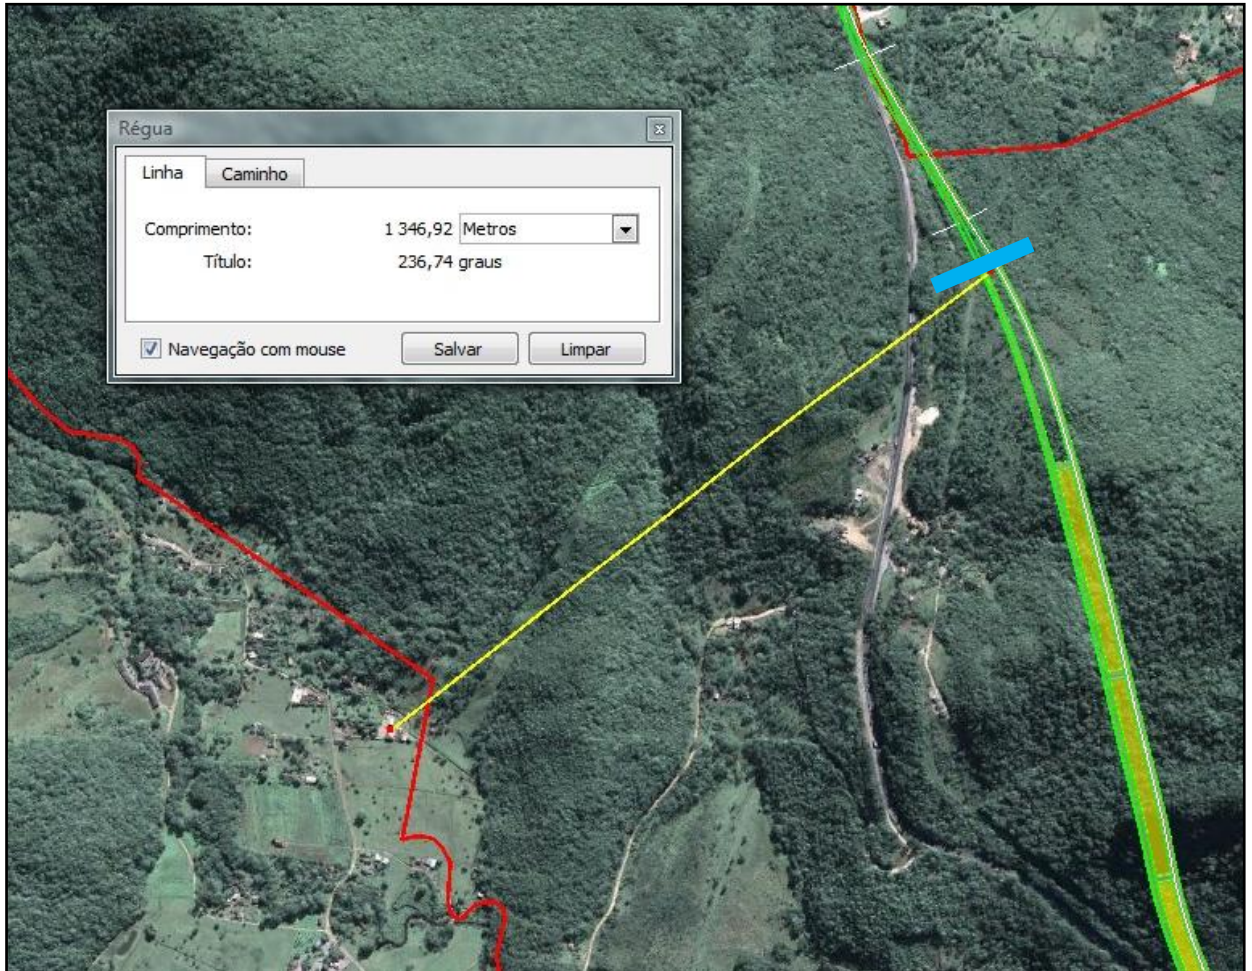 Régua
Linha Caminho
Comprimento: 1 346,92 Metros
Título: 236,74 graus
Navegação com mouse Salvar Limpar